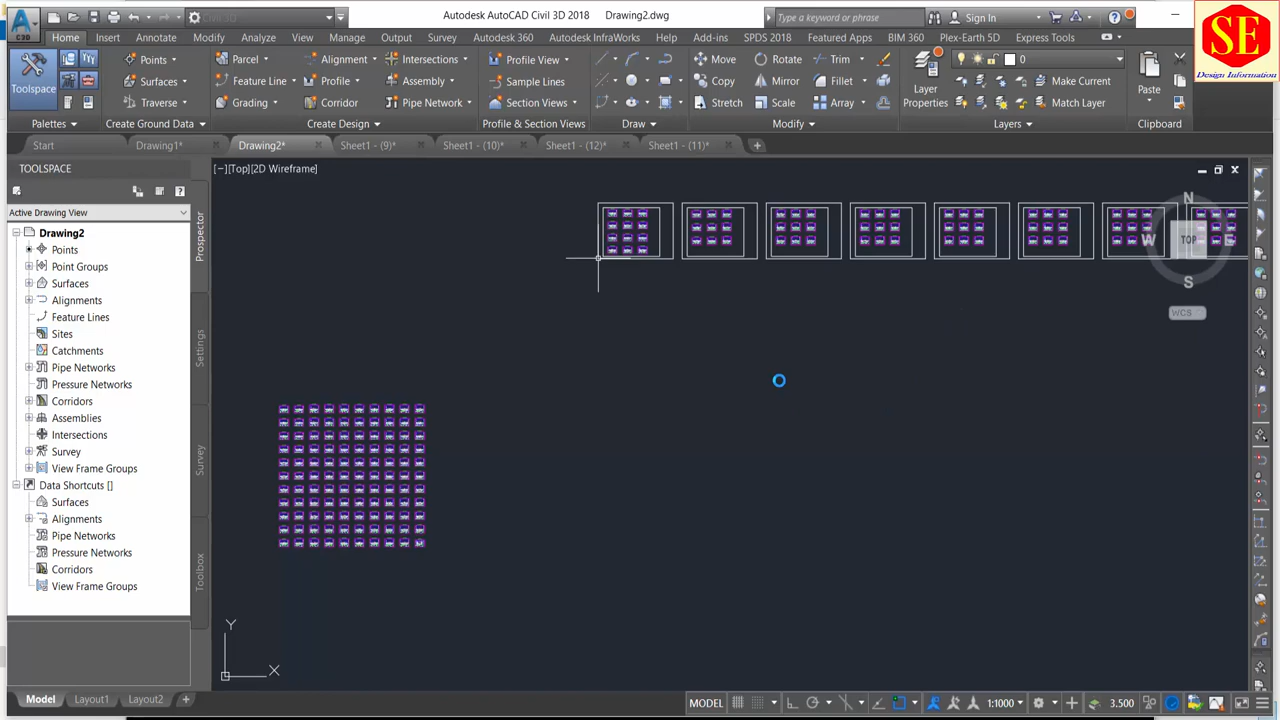 Civil 3D
Autodesk AutoCAD Civil 3D 2018 Drawing2.dwg
Type a keyword or phrase
Sign In
C3D
Home Insert Annotate Modify Analyze View Manage Output Survey Autodesk 360 Autodesk InfraWorks Help Add-ins SPDS 2018 Featured Apps BIM 360 Plex-Earth 5D Express Tools
SE
Design Information
Toolspace
Points Parcel Alignment Intersections Profile View Move Rotate Trim 0
Surfaces Feature Line Profile Assembly Sample Lines Copy Mirror Fillet Make Current
Traverse Grading Corridor Pipe Network Section Views Stretch Scale Array Match Layer
Layer Properties
Paste
Palettes Create Ground Data Create Design Profile & Section Views Draw Modify Layers Clipboard
Start Drawing1* Drawing2* Sheet1 - (9)* Sheet1 - (10)* Sheet1 - (12)* Sheet1 - (11)*
TOOLSPACE
[−][Top][2D Wireframe]
Active Drawing View
Drawing2
Points
Point Groups
Surfaces
Alignments
Feature Lines
Sites
Catchments
Pipe Networks
Pressure Networks
Corridors
Assemblies
Intersections
Survey
View Frame Groups
Data Shortcuts []
Surfaces
Alignments
Pipe Networks
Pressure Networks
Corridors
View Frame Groups
Prospector
Settings
Survey
Toolbox
N
W TOP E
S
WCS
Y
X
Model Layout1 Layout2
MODEL 1:1000 3.500